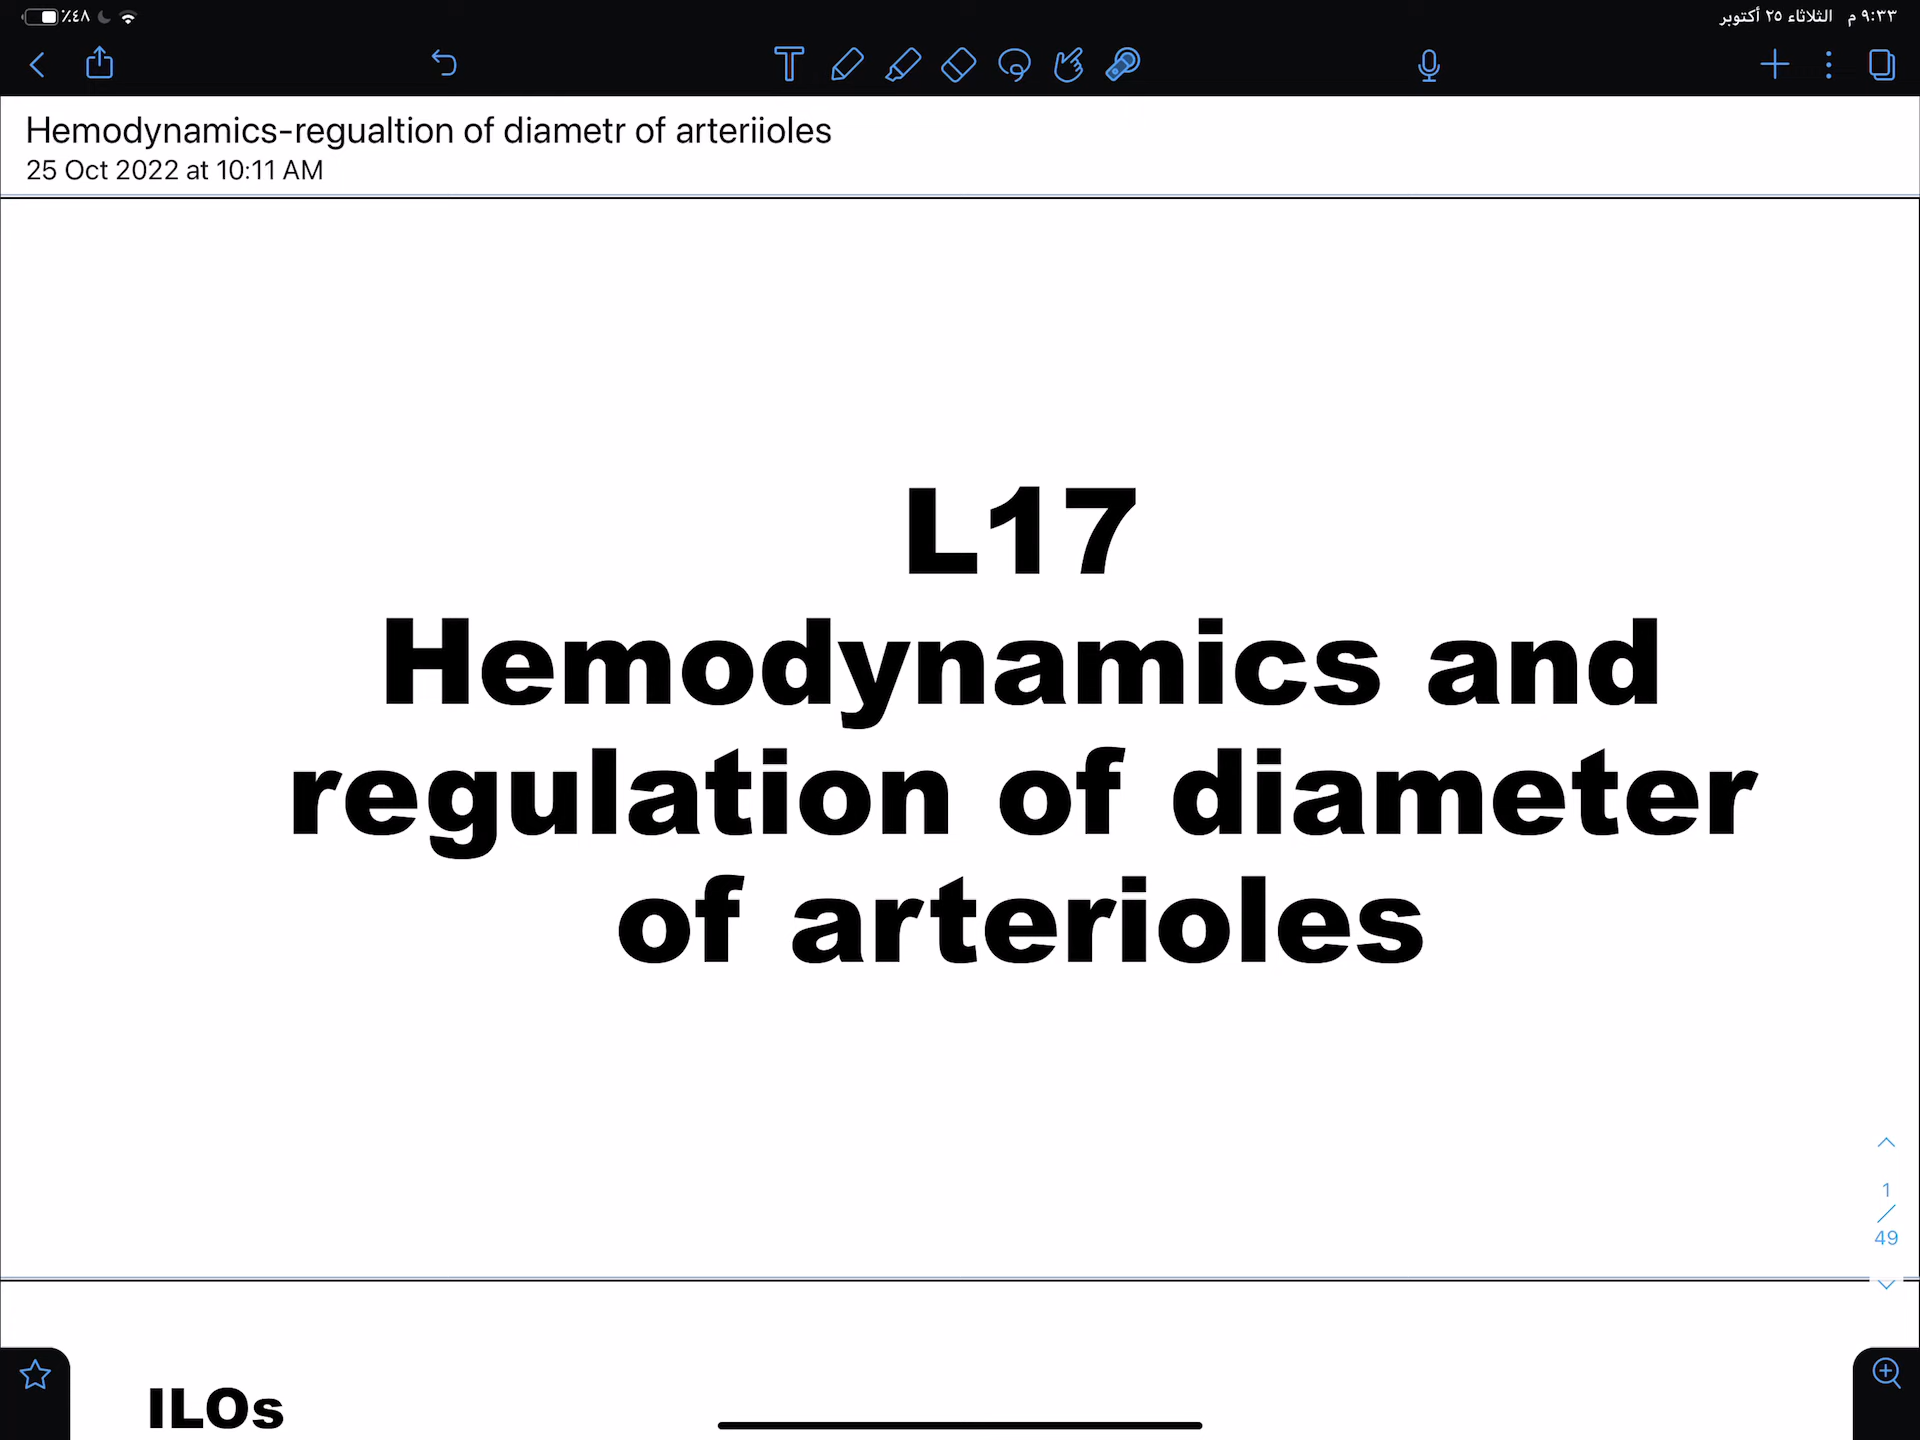 ٪٤٨
٩:٣٣ م الثلاثاء ٢٥ أكتوبر
Hemodynamics-regualtion of diametr of arteriioles
25 Oct 2022 at 10:11 AM
L17
Hemodynamics and
regulation of diameter
of arterioles
1
/
49
ILOs